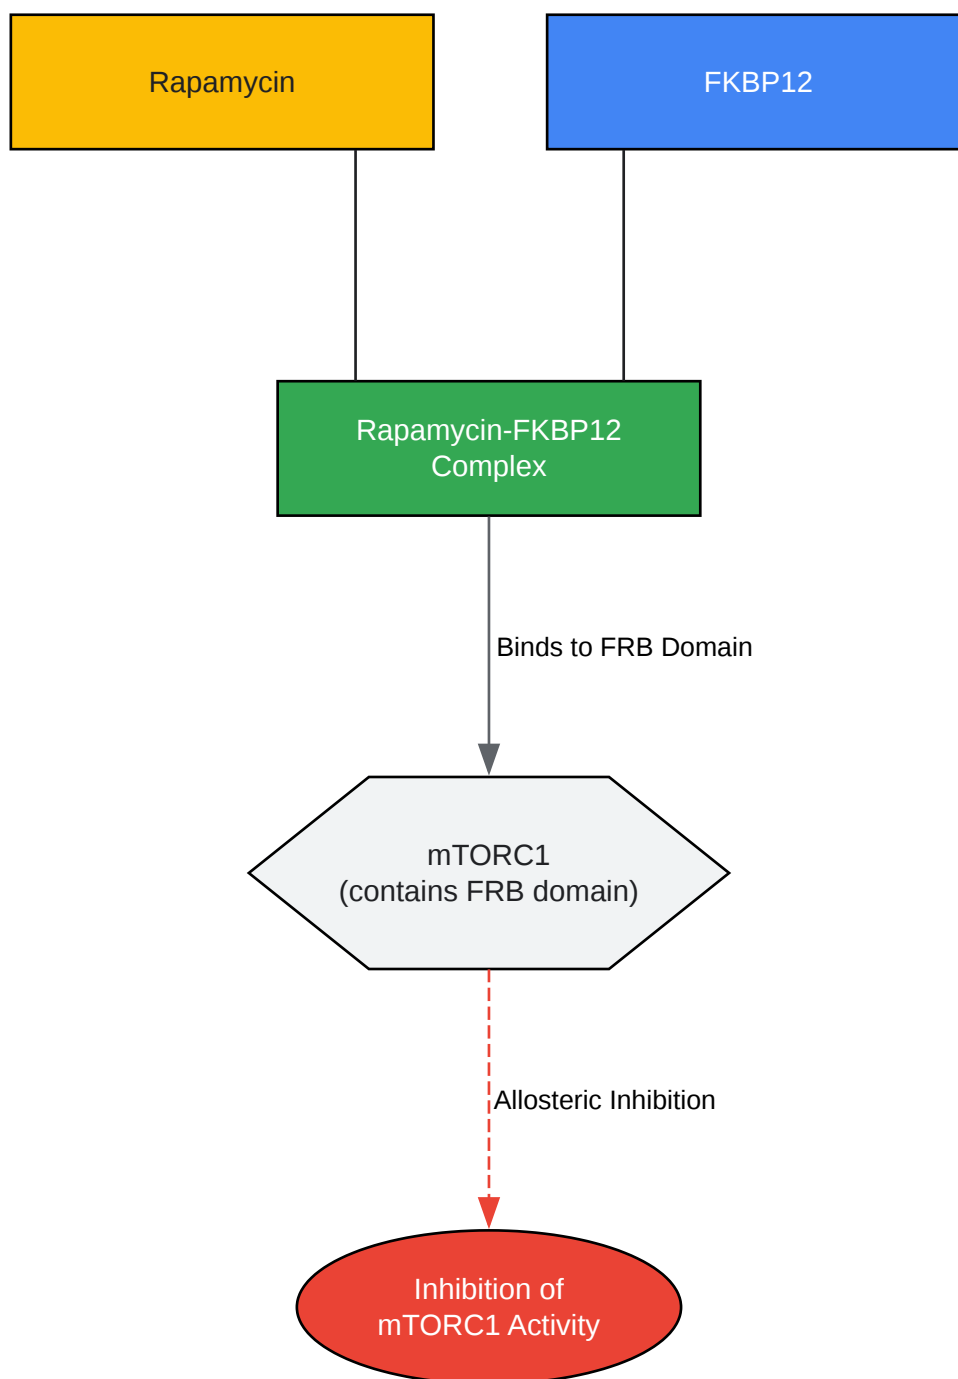 Rapamycin
FKBP12
Rapamycin-FKBP12
Complex
Binds to FRB Domain
mTORC1
(contains FRB domain)
Allosteric Inhibition
Inhibition of
mTORC1 Activity